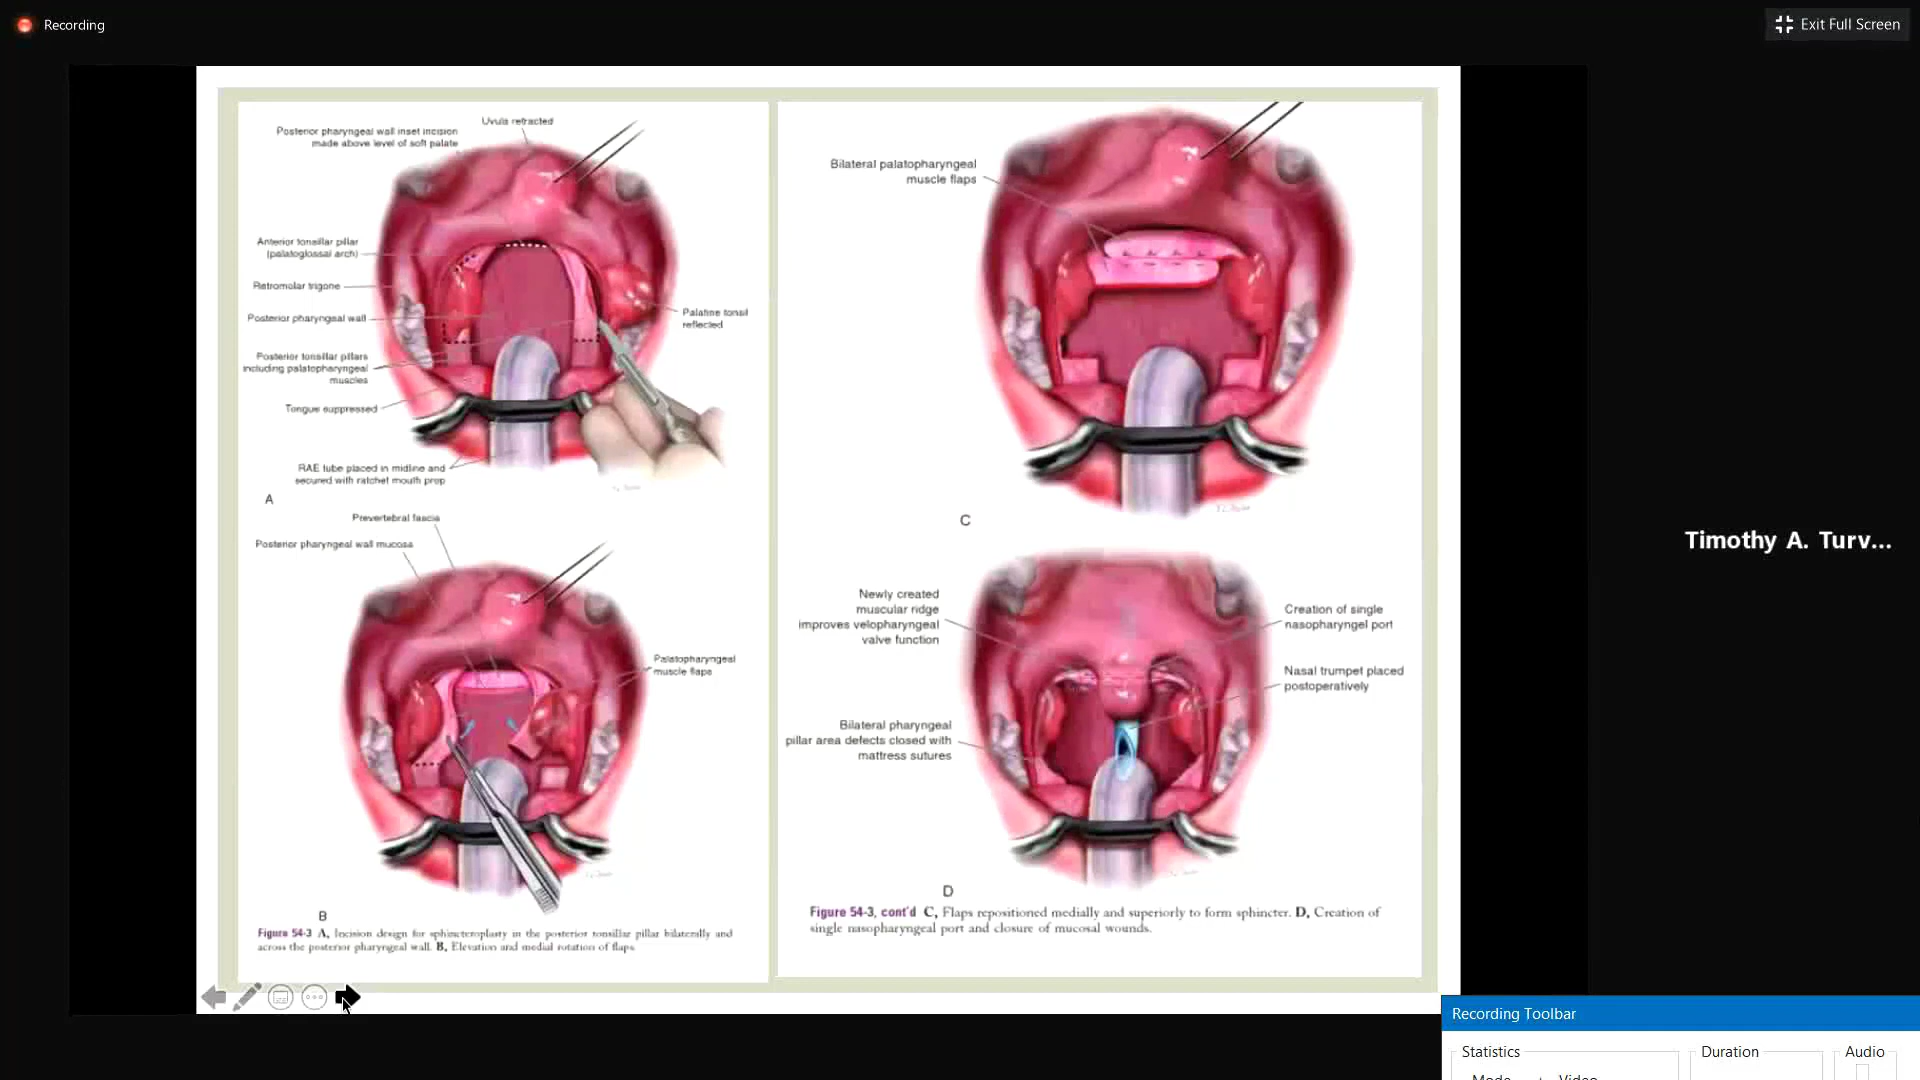 Recording
Exit Full Screen
Posterior pharyngeal wall inset incision
made above level of soft palate
Uvula retracted
Anterior tonsillar pillar
(palatoglossal arch)
Retromolar trigone
Posterior pharyngeal wall
Posterior tonsillar pillars
including palatopharyngeal
muscles
Tongue suppressed
RAE tube placed in midline and
secured with ratchet mouth prop
Palatine tonsil
reflected
A
Prevertebral fascia
Posterior pharyngeal wall mucosa
Palatopharyngeal
muscle flaps
B
Figure 54-3 A, Incision design for sphincteroplasty in the posterior tonsillar pillar bilaterally and
across the posterior pharyngeal wall. B, Elevation and medial rotation of flaps.
Bilateral palatopharyngeal
muscle flaps
C
Newly created
muscular ridge
improves velopharyngeal
valve function
Creation of single
nasopharyngel port
Nasal trumpet placed
postoperatively
Bilateral pharyngeal
pillar area defects closed with
mattress sutures
D
Figure 54-3, cont'd C, Flaps repositioned medially and superiorly to form sphincter. D, Creation of
single nasopharyngeal port and closure of mucosal wounds.
Timothy A. Turv...
Recording Toolbar
Statistics
Duration
Audio
Mode
Video